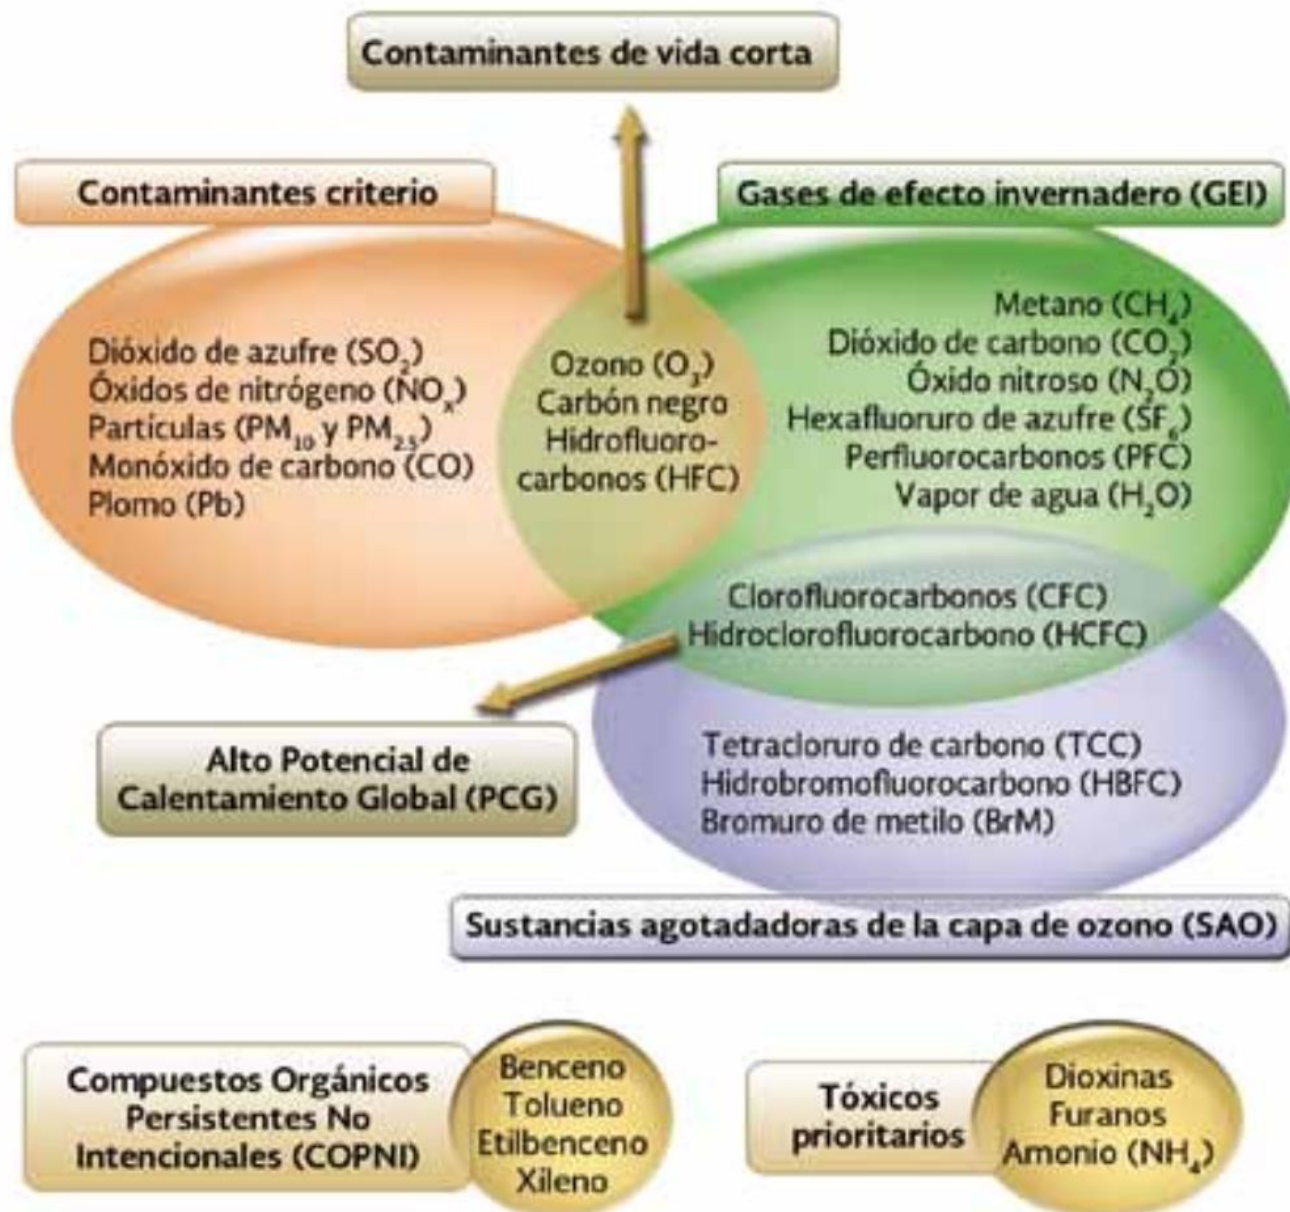 Contaminantes de vida corta
Contaminantes criterio
Gases de efecto invernadero (GEI)
Dióxido de azufre (SO₂)
Óxidos de nitrógeno (NOₓ)
Partículas (PM₁₀ y PM₂.₅)
Monóxido de carbono (CO)
Plomo (Pb)
Ozono (O₃)
Carbón negro
Hidrofluoro-
carbonos (HFC)
Metano (CH₄)
Dióxido de carbono (CO₂)
Óxido nitroso (N₂O)
Hexafluoruro de azufre (SF₆)
Perfluorocarbonos (PFC)
Vapor de agua (H₂O)
Clorofluorocarbonos (CFC)
Hidroclorofluorocarbono (HCFC)
Alto Potencial de
Calentamiento Global (PCG)
Tetracloruro de carbono (TCC)
Hidrobromofluorocarbono (HBFC)
Bromuro de metilo (BrM)
Sustancias agotadadoras de la capa de ozono (SAO)
Compuestos Orgánicos
Persistentes No
Intencionales (COPNI)
Benceno
Tolueno
Etilbenceno
Xileno
Tóxicos
prioritarios
Dioxinas
Furanos
Amonio (NH₄)